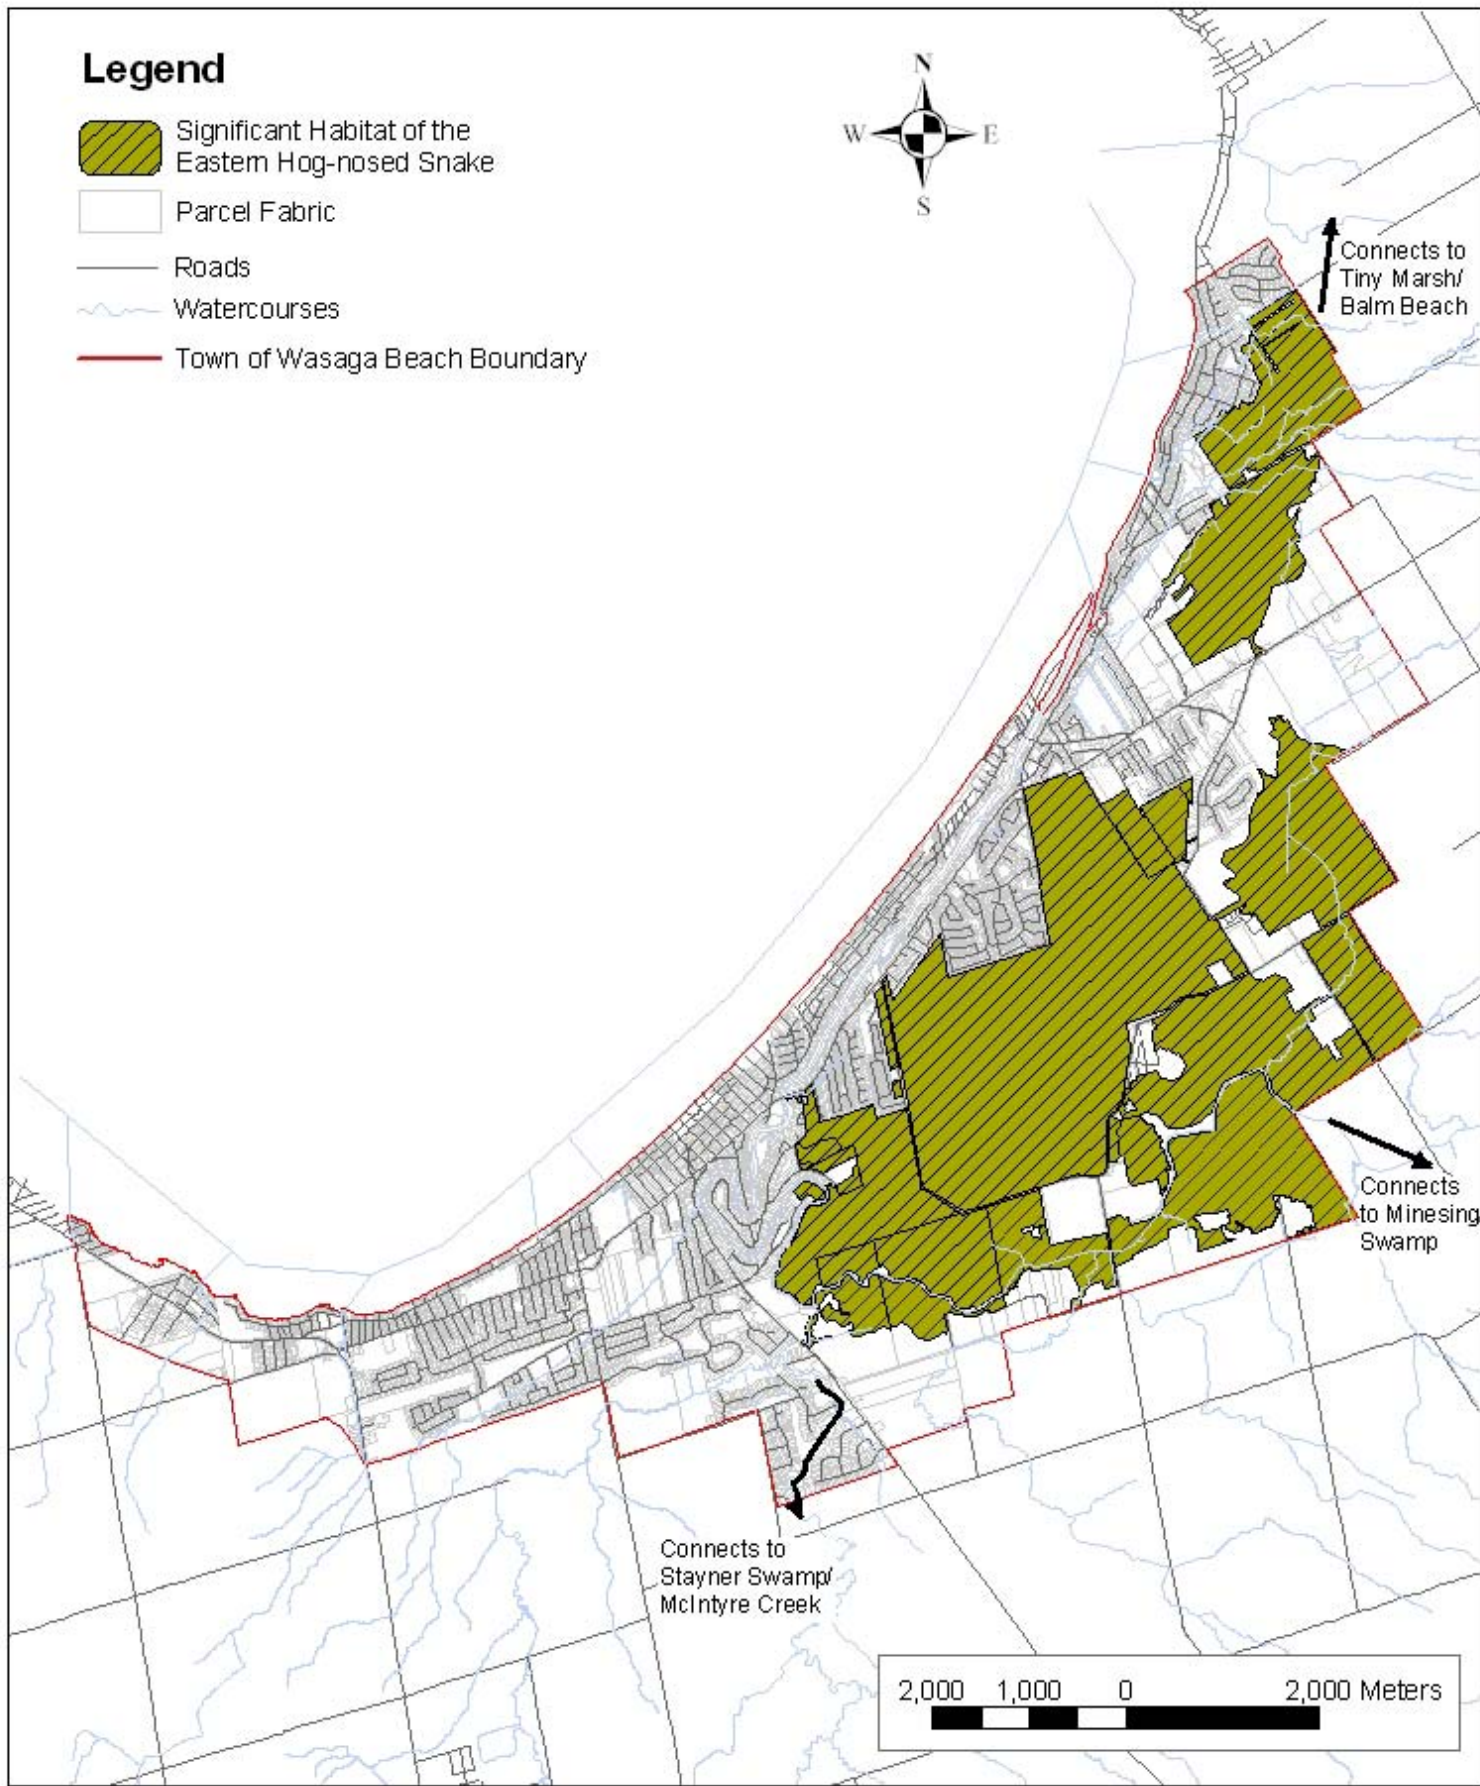 Legend
Significant Habitat of the
Eastern Hog-nosed Snake
Parcel Fabric
Roads
Watercourses
Town of Wasaga Beach Boundary
N
W
E
S
Connects to
Tiny Marsh/
Balm Beach
Connects
to Minesing
Swamp
Connects to
Stayner Swamp/
McIntyre Creek
2,000 1,000 0 2,000 Meters